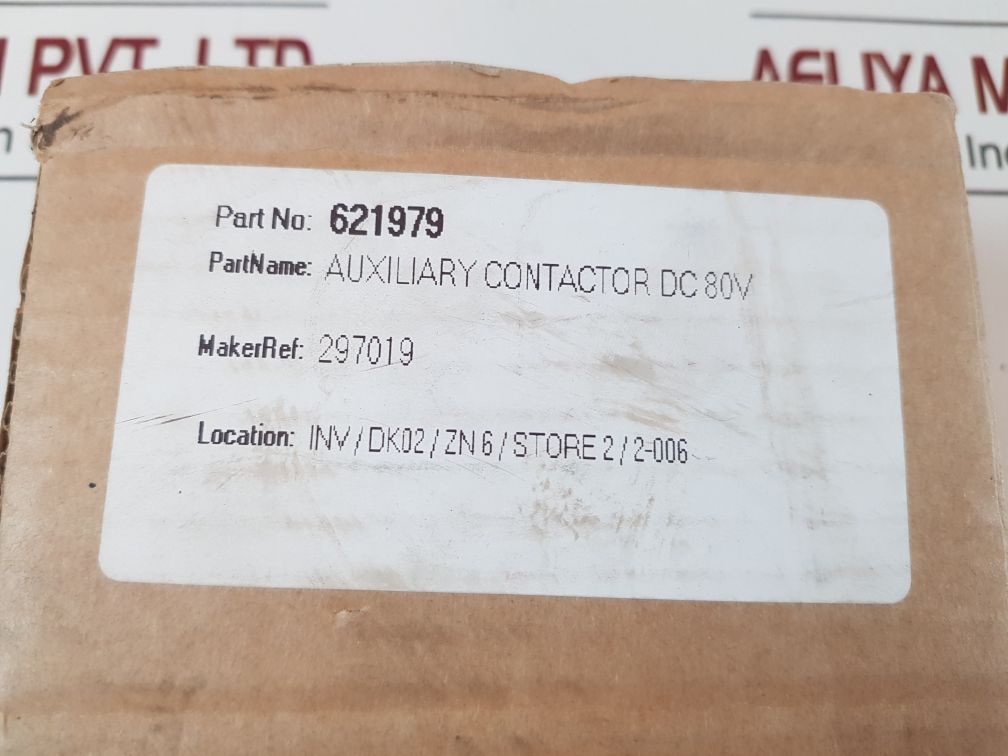 PVT. LTD
AELIYA M
Part No: 621979
PartName: AUXILIARY CONTACTOR DC 80V
MakerRef: 297019
Location: INV / DK02 / ZN 6 / STORE 2 / 2-006